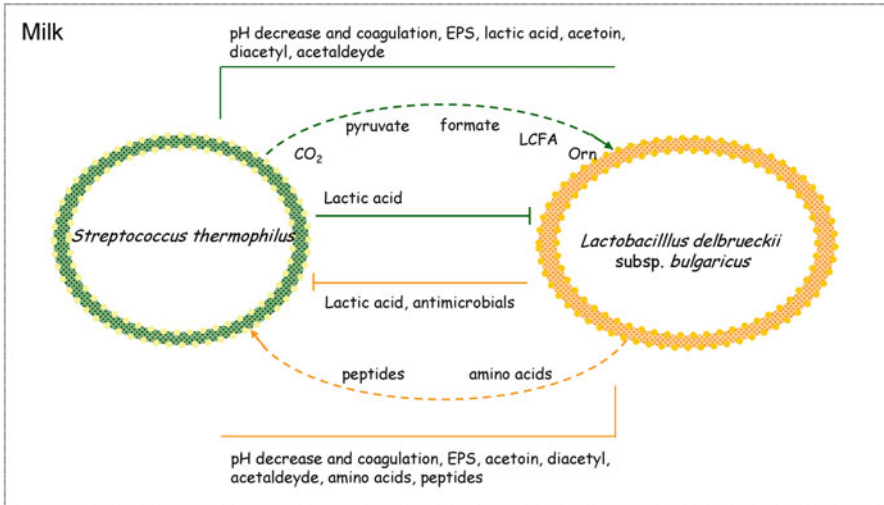 Milk
pH decrease and coagulation, EPS, lactic acid, acetoin,
diacetyl, acetaldeyde
pyruvate formate
LCFA
CO₂
Orn
Lactic acid
Streptococcus thermophilus
Lactobacilllus delbrueckii
subsp. bulgaricus
Lactic acid, antimicrobials
peptides amino acids
pH decrease and coagulation, EPS, acetoin, diacetyl,
acetaldeyde, amino acids, peptides